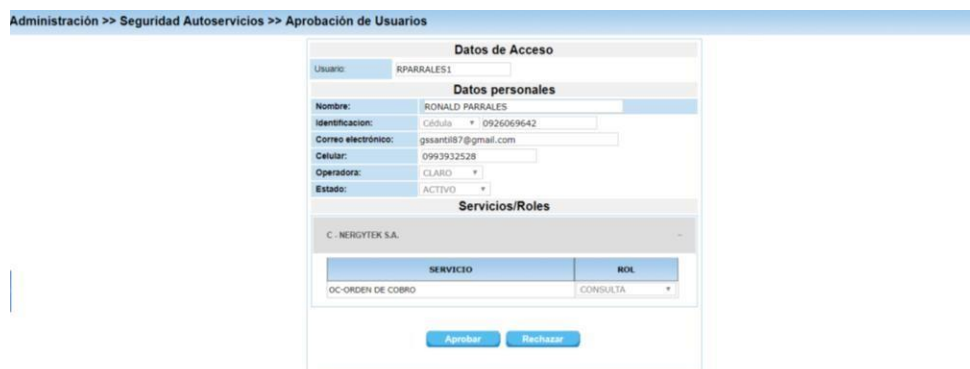 Administración >> Seguridad Autoservicios >> Aprobación de Usuarios
Datos de Acceso
Usuario: RPARRALES1
Datos personales
Nombre: RONALD PARRALES
Identificacion: Cédula 0926069642
Correo electrónico: gssantil87@gmail.com
Celular: 0993932528
Operadora: CLARO
Estado: ACTIVO
Servicios/Roles
C - NERGYTEK S.A. -
SERVICIO ROL
OC-ORDEN DE COBRO CONSULTA
Aprobar Rechazar